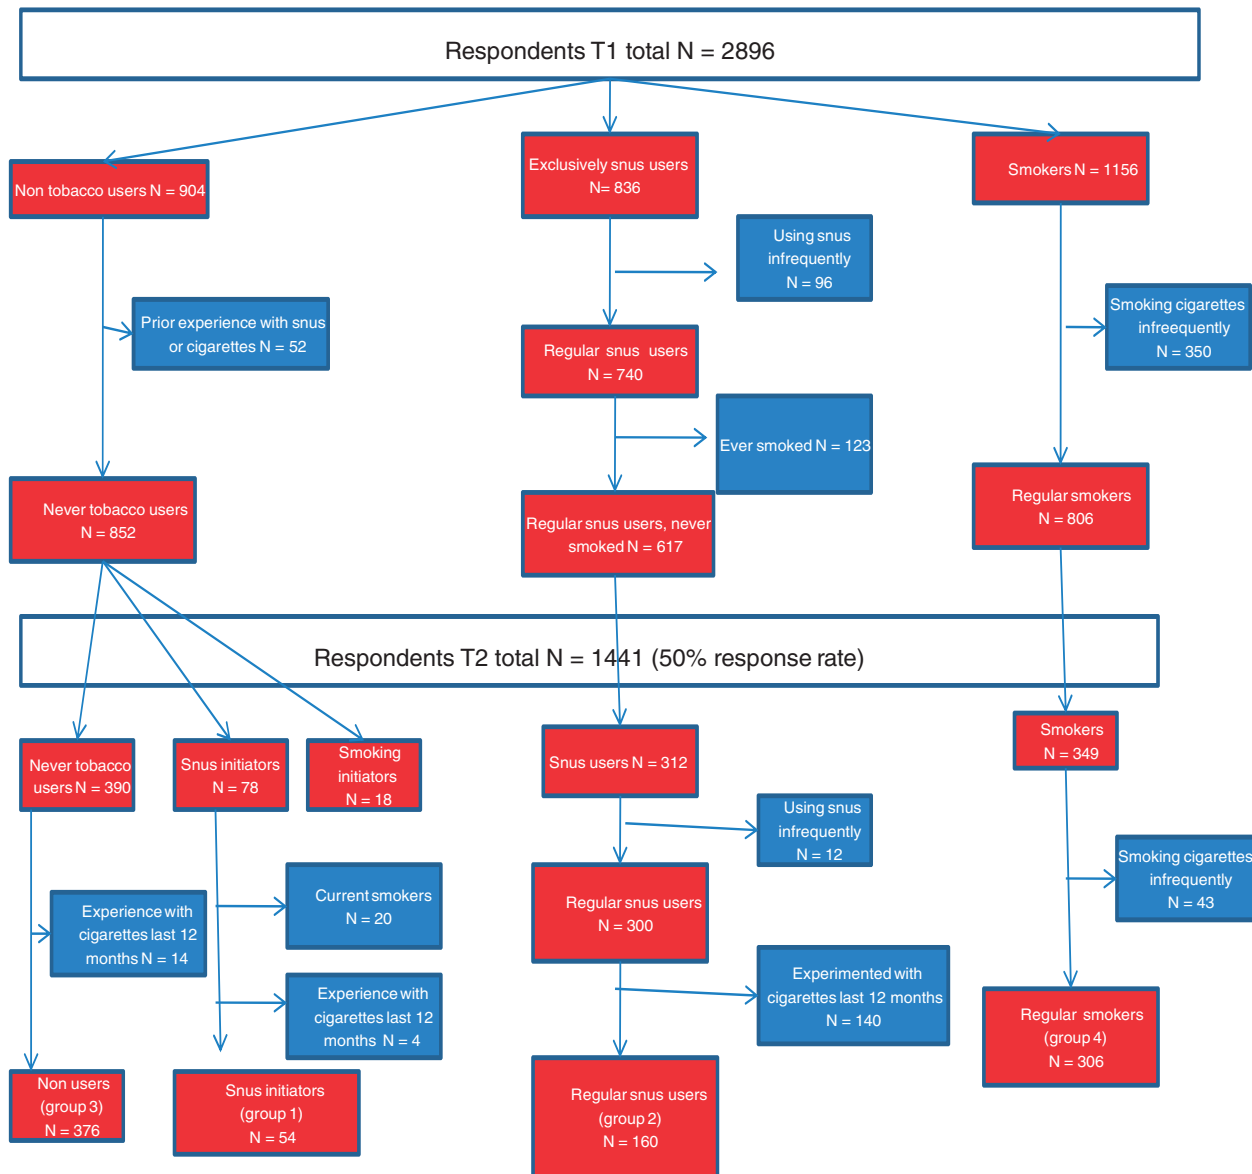 Respondents T1 total N = 2896
Non tobacco users N = 904
Exclusively snus users
N= 836
Smokers N = 1156
Using snus
infrequently
N = 96
Prior experience with snus
or cigarettes N = 52
Smoking cigarettes
infreequently
N = 350
Regular snus users
N = 740
Ever smoked N = 123
Never tobacco users
N = 852
Regular snus users, never
smoked N = 617
Regular smokers
N = 806
Respondents T2 total N = 1441 (50% response rate)
Never tobacco
users N = 390
Snus initiators
N = 78
Smoking
initiators
N = 18
Snus users N = 312
Smokers
N = 349
Using snus
infrequently
N = 12
Smoking cigarettes
infrequently
N = 43
Experience with
cigarettes last 12
months N = 14
Current smokers
N = 20
Regular snus users
N = 300
Experience with
cigarettes last 12
months N = 4
Experimented with
cigarettes last 12 months
N = 140
Regular smokers
(group 4)
N = 306
Non users
(group 3)
N = 376
Snus initiators
(group 1)
N = 54
Regular snus users
(group 2)
N = 160